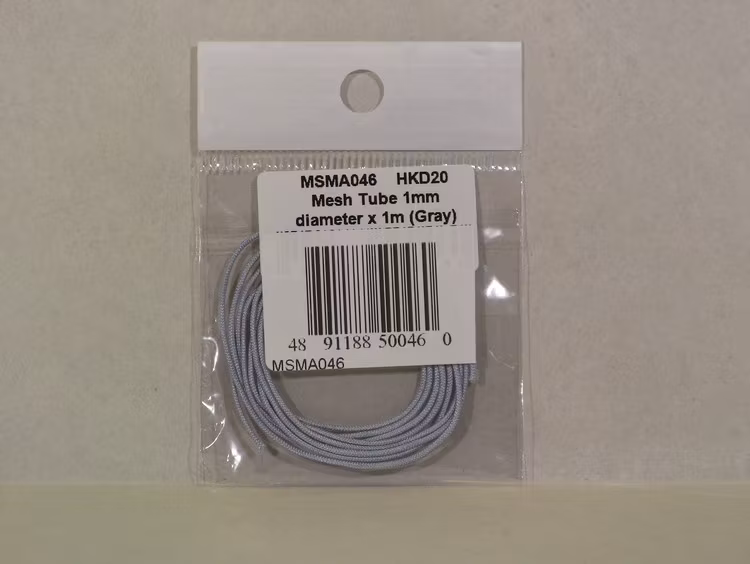 MSMA046 HKD20
Mesh Tube 1mm
diameter x 1m (Gray)
48 91188 50046 0
MSMA046